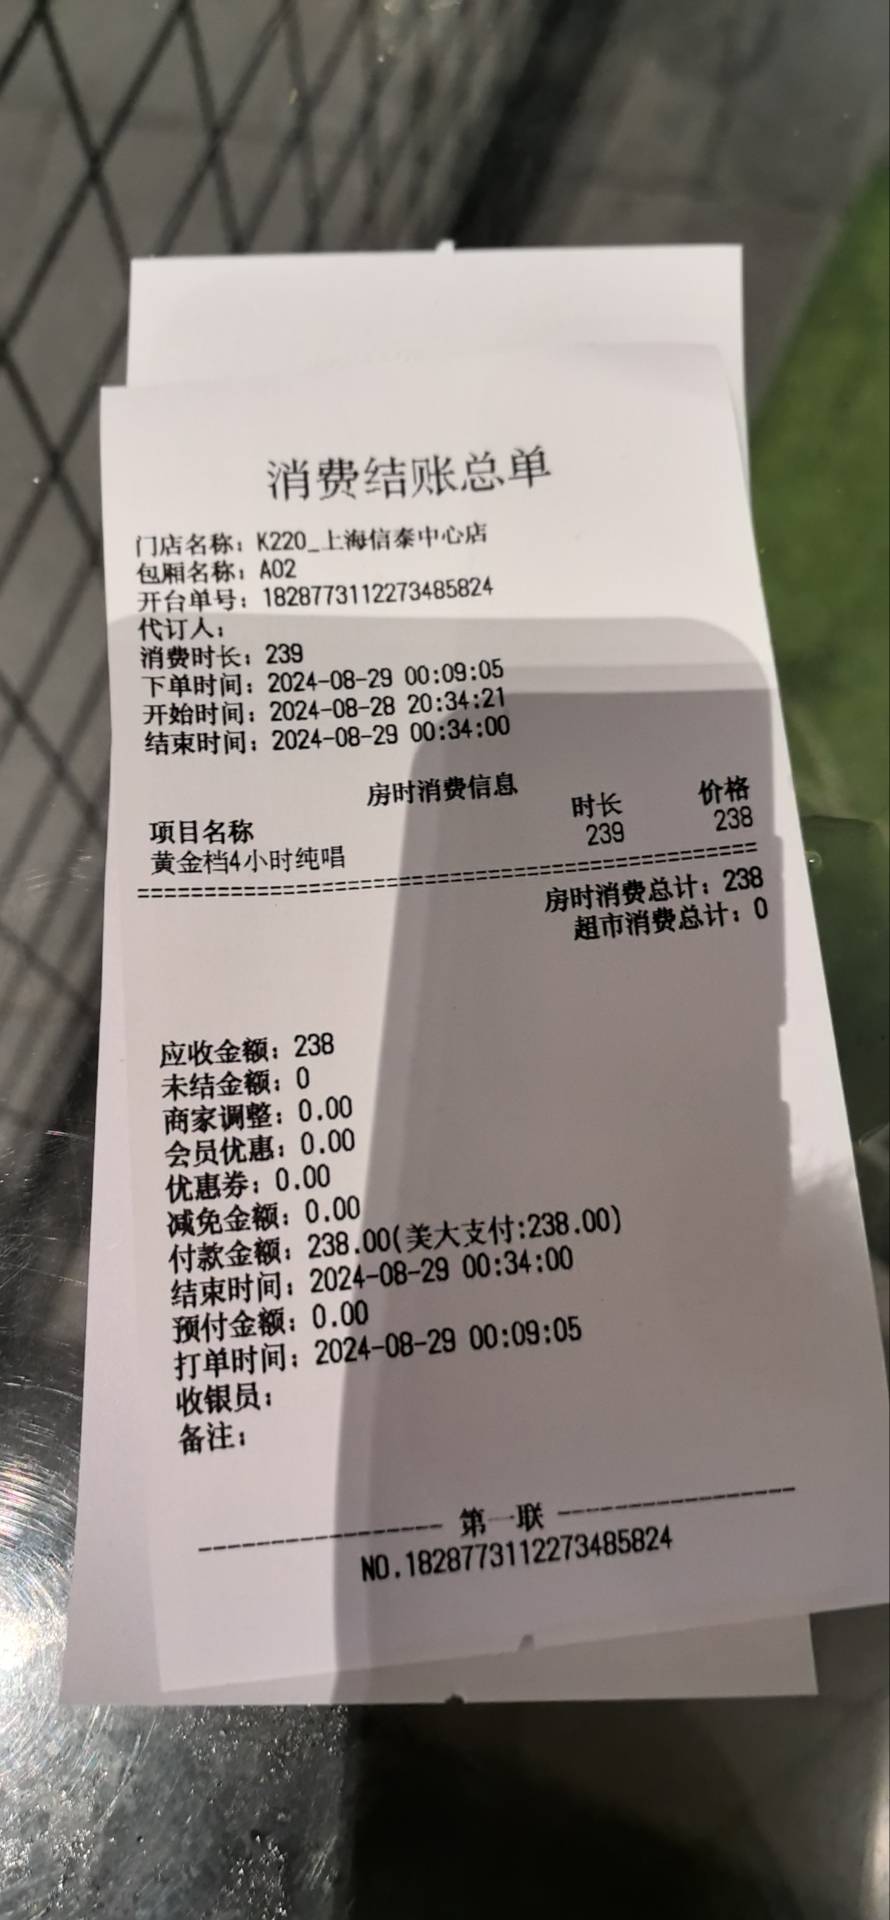 消费结账总单
门店名称：K220_上海信泰中心店
包厢名称：A02
开台单号：1828773112273485824
代订人：
消费时长：239
下单时间：2024-08-29 00:09:05
开始时间：2024-08-28 20:34:21
结束时间：2024-08-29 00:34:00
房时消费信息
项目名称 时长 价格
黄金档4小时纯唱 239 238
房时消费总计：238
超市消费总计：0
应收金额：238
未结金额：0
商家调整：0.00
会员优惠：0.00
优惠券：0.00
减免金额：0.00
付款金额：238.00(美大支付:238.00)
结束时间：2024-08-29 00:34:00
预付金额：0.00
打单时间：2024-08-29 00:09:05
收银员：
备注：
第一联
NO.1828773112273485824